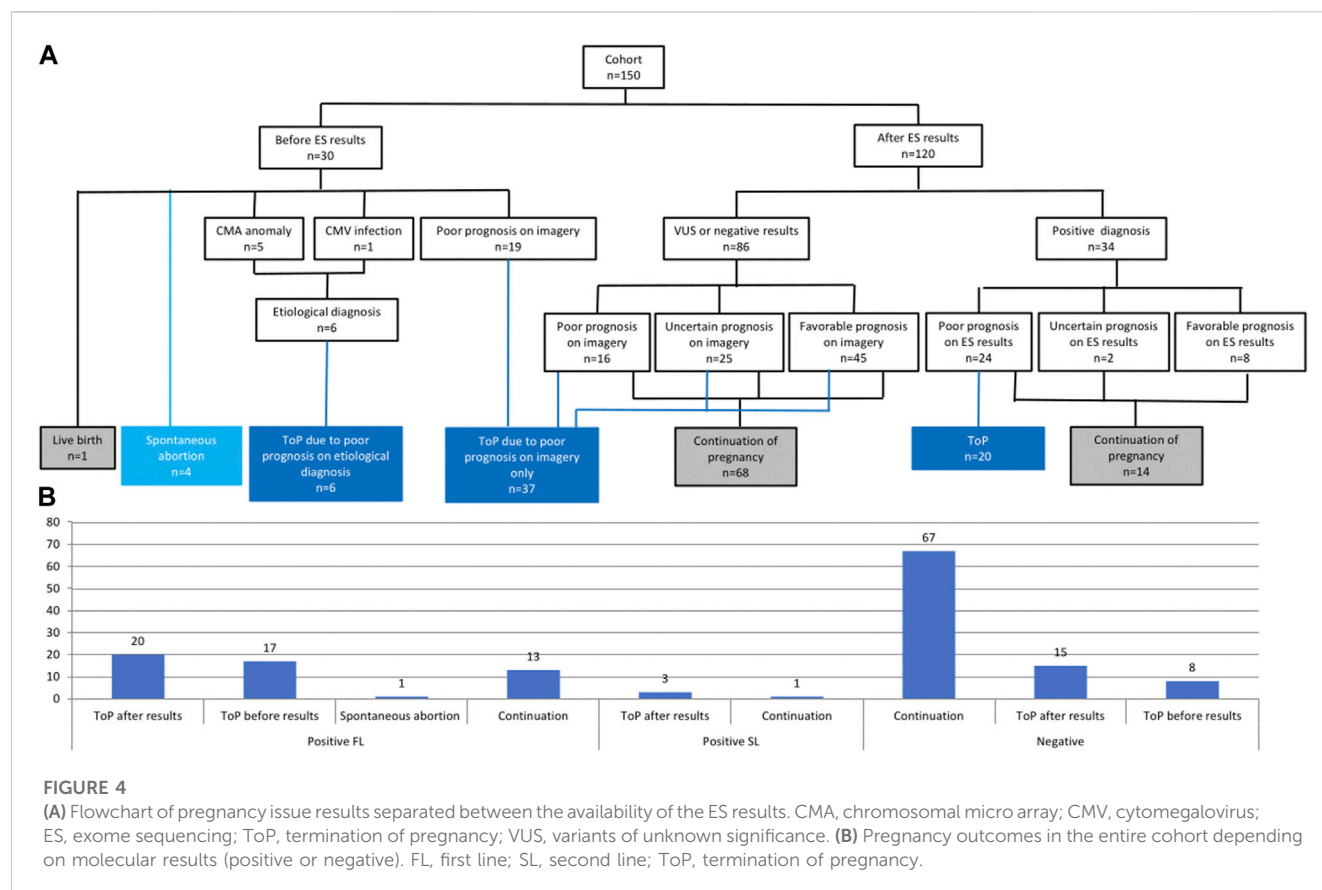 A
Cohort
n=150
Before ES results
n=30
After ES results
n=120
CMA anomaly
n=5
CMV infection
n=1
Poor prognosis on imagery
n=19
VUS or negative results
n=86
Positive diagnosis
n=34
Etiological diagnosis
n=6
Poor prognosis
on imagery
n=16
Uncertain prognosis
on imagery
n=25
Favorable prognosis
on imagery
n=45
Poor prognosis
on ES results
n=24
Uncertain prognosis
on ES results
n=2
Favorable prognosis
on ES results
n=8
Live birth
n=1
Spontaneous
abortion
n=4
ToP due to poor
prognosis on etiological
diagnosis
n=6
ToP due to poor
prognosis on imagery
only
n=37
Continuation of
pregnancy
n=68
ToP
n=20
Continuation of
pregnancy
n=14
B
80
70
60
50
40
30
20
10
0
20
17
1
13
3
1
67
15
8
ToP after results
ToP before results
Spontaneous abortion
Continuation
ToP after results
Continuation
Continuation
ToP after results
ToP before results
Positive FL
Positive SL
Negative
FIGURE 4
(A) Flowchart of pregnancy issue results separated between the availability of the ES results. CMA, chromosomal micro array; CMV, cytomegalovirus;
ES, exome sequencing; ToP, termination of pregnancy; VUS, variants of unknown significance. (B) Pregnancy outcomes in the entire cohort depending
on molecular results (positive or negative). FL, first line; SL, second line; ToP, termination of pregnancy.